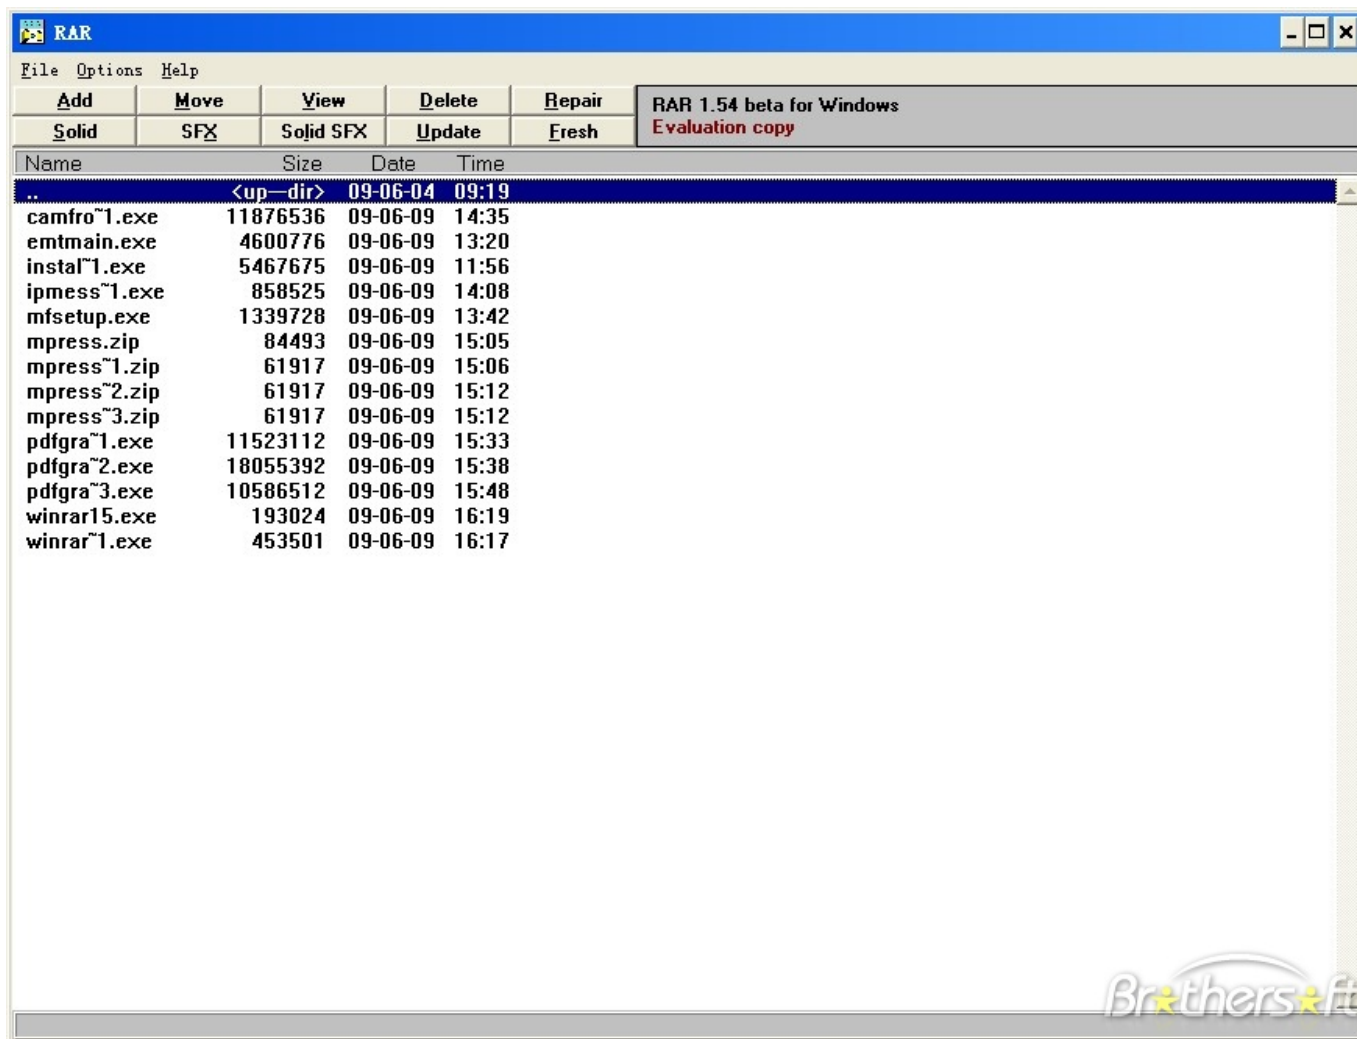 RAR
File Options Help
Add Move View Delete Repair
Solid SFX Solid SFX Update Fresh
RAR 1.54 beta for Windows
Evaluation copy
Name Size Date Time
.. <up—dir> 09-06-04 09:19
camfro~1.exe 11876536 09-06-09 14:35
emtmain.exe 4600776 09-06-09 13:20
instal~1.exe 5467675 09-06-09 11:56
ipmess~1.exe 858525 09-06-09 14:08
mfsetup.exe 1339728 09-06-09 13:42
mpress.zip 84493 09-06-09 15:05
mpress~1.zip 61917 09-06-09 15:06
mpress~2.zip 61917 09-06-09 15:12
mpress~3.zip 61917 09-06-09 15:12
pdfgra~1.exe 11523112 09-06-09 15:33
pdfgra~2.exe 18055392 09-06-09 15:38
pdfgra~3.exe 10586512 09-06-09 15:48
winrar15.exe 193024 09-06-09 16:19
winrar~1.exe 453501 09-06-09 16:17
Brothersoft